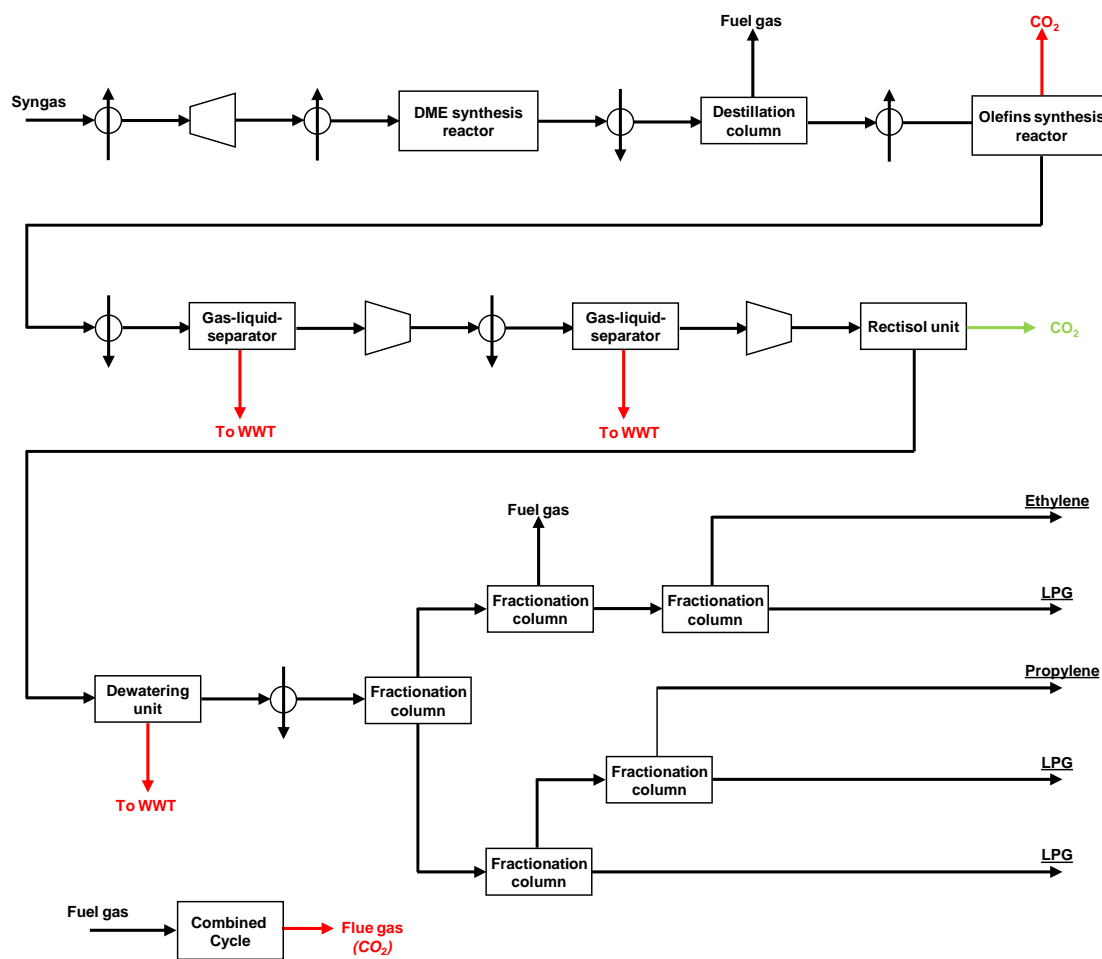 Fuel gas
CO₂
Syngas
DME synthesis
reactor
Destillation
column
Olefins synthesis
reactor
Gas-liquid-
separator
Gas-liquid-
separator
Rectisol unit
CO₂
To WWT
To WWT
Fuel gas
Ethylene
Fractionation
column
Fractionation
column
LPG
Dewatering
unit
Fractionation
column
Propylene
Fractionation
column
LPG
To WWT
Fractionation
column
LPG
Fuel gas
Combined
Cycle
Flue gas
(CO₂)